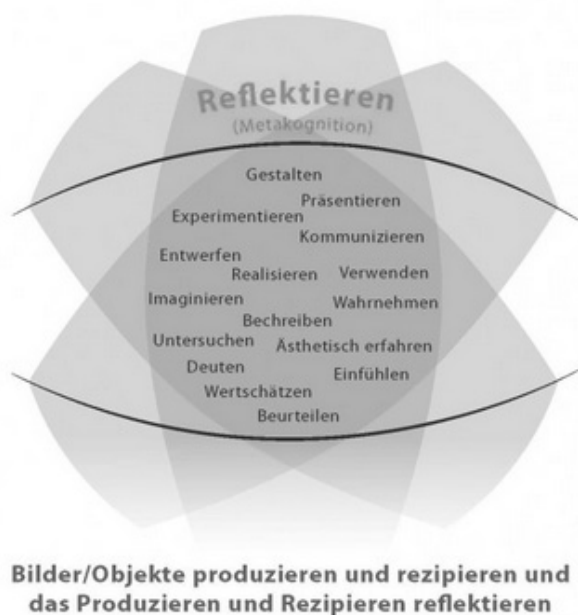 Reflektieren
(Metakognition)
Gestalten
Präsentieren
Experimentieren
Kommunizieren
Entwerfen
Realisieren Verwenden
Imaginieren Wahrnehmen
Bechreiben
Untersuchen Ästhetisch erfahren
Deuten Einfühlen
Wertschätzen
Beurteilen
Bilder/Objekte produzieren und rezipieren und
das Produzieren und Rezipieren reflektieren